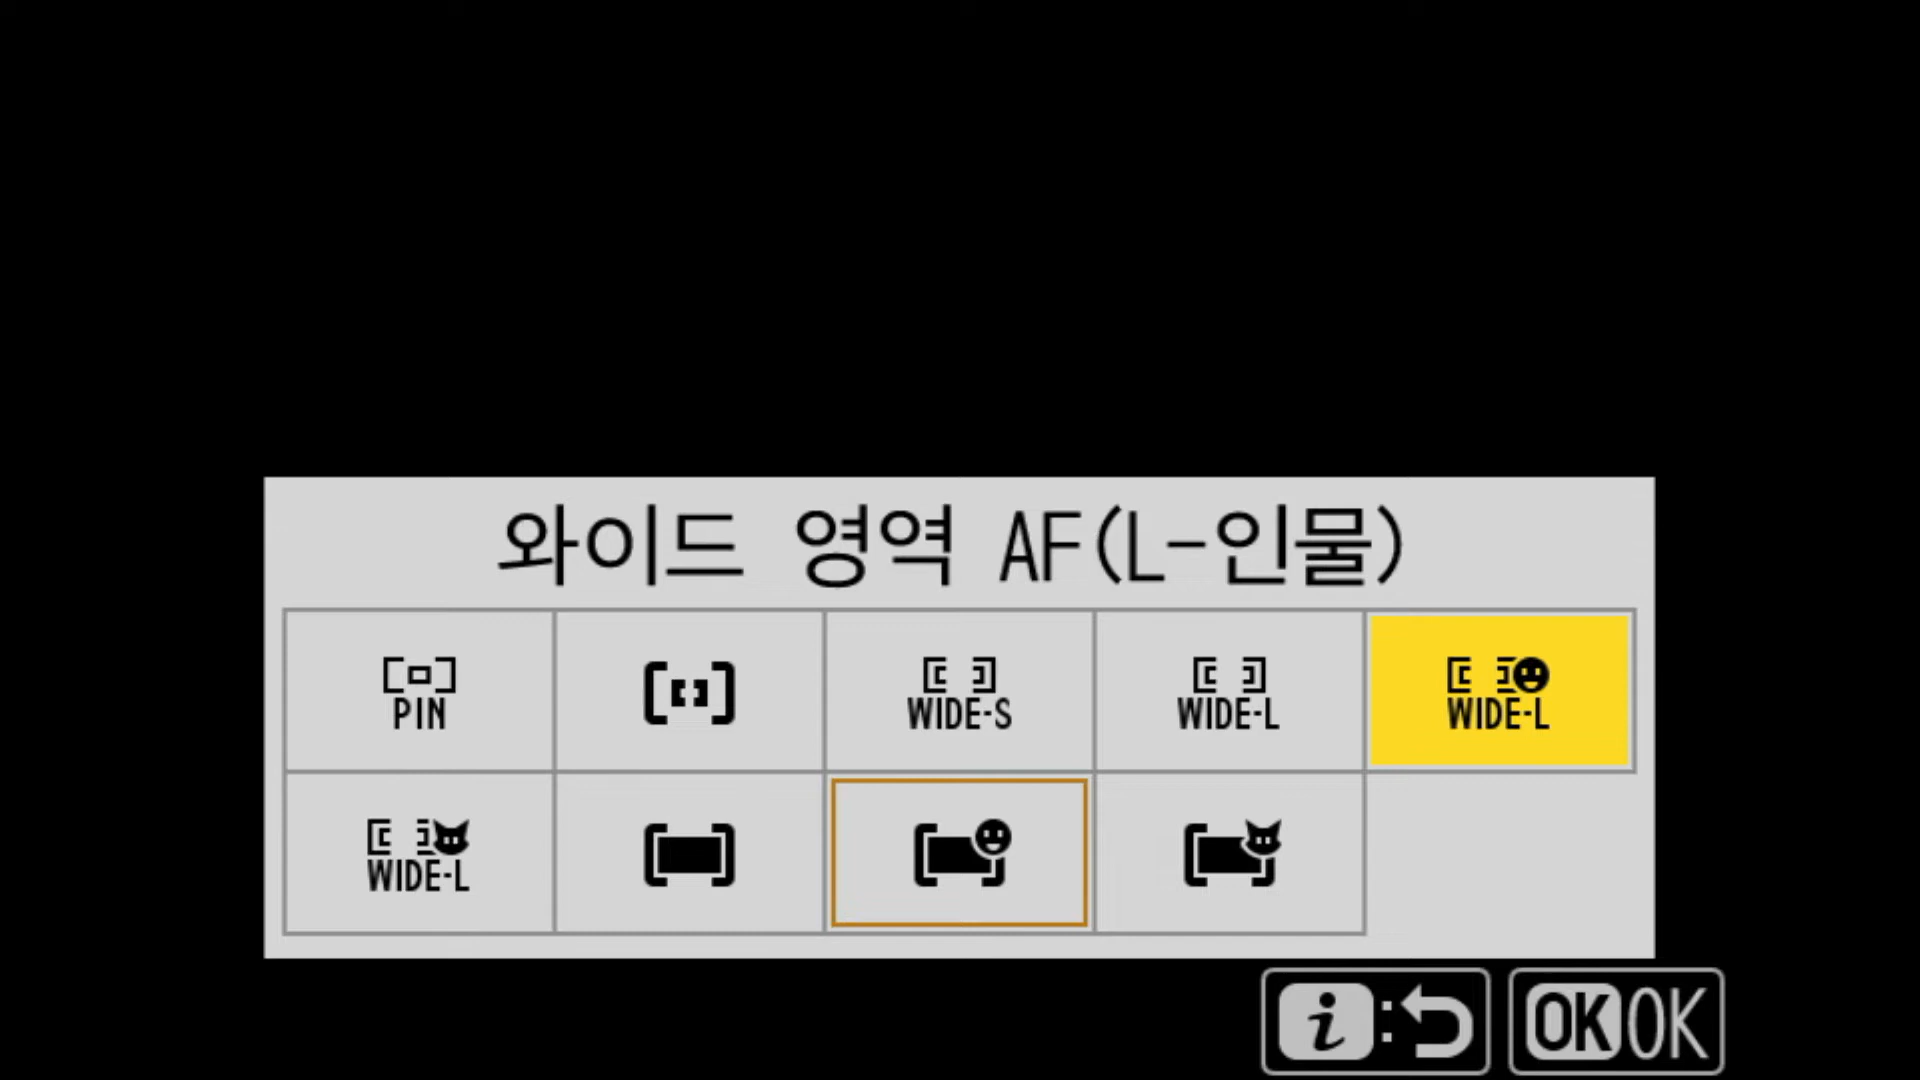 와이드 영역 AF(L-인물)
PIN
WIDE-S
WIDE-L
WIDE-L
WIDE-L
i: OK OK